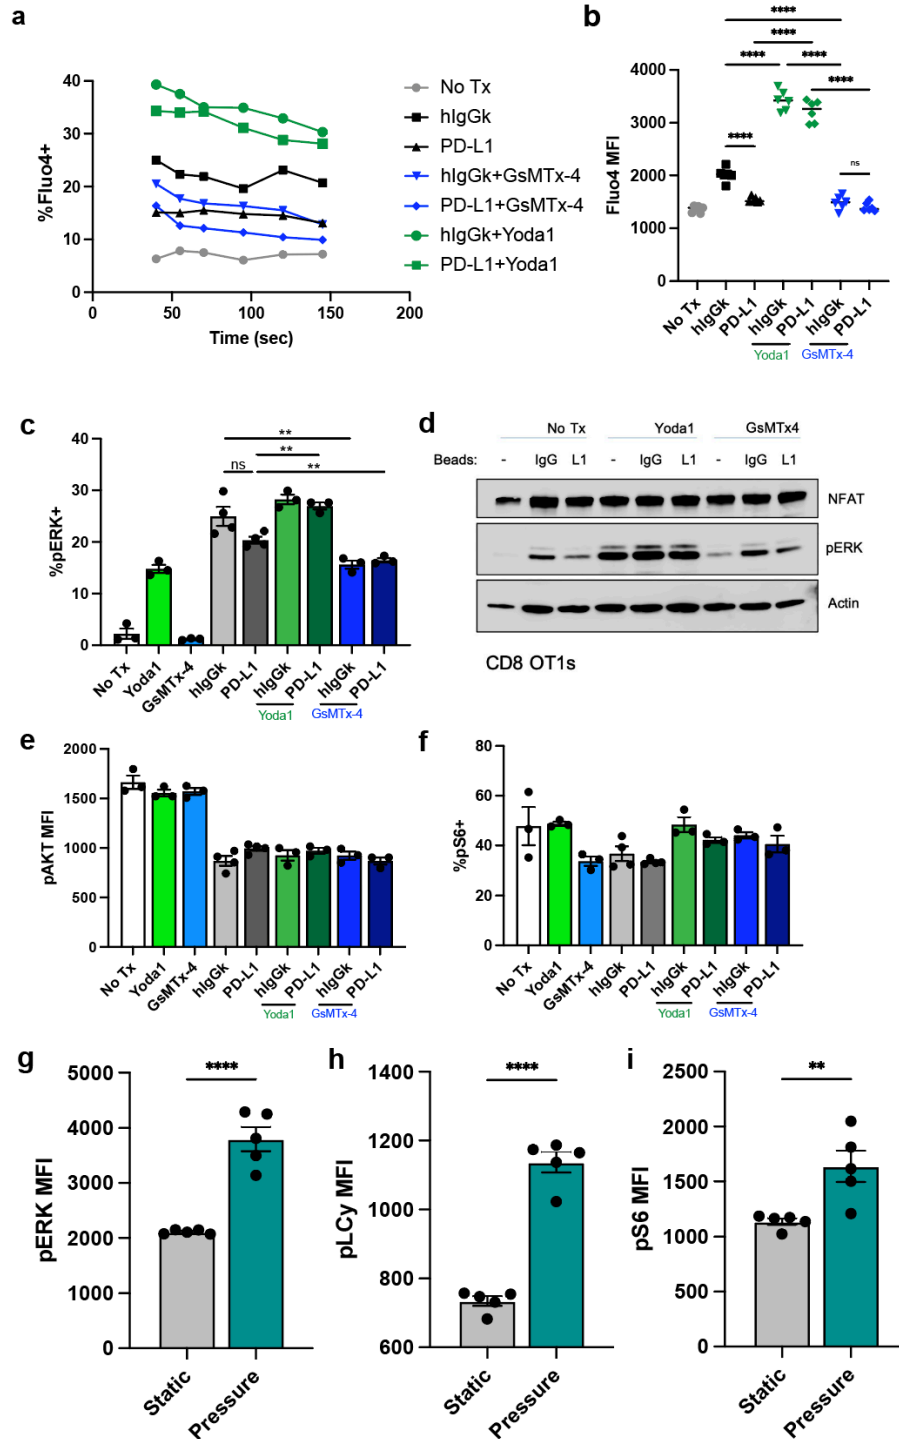 a
%Fluo4+
40
30
20
10
0
0 50 100 150 200
Time (sec)
No Tx
hIgGk
PD-L1
hIgGk+GsMTx-4
PD-L1+GsMTx-4
hIgGk+Yoda1
PD-L1+Yoda1
b
Fluo4 MFI
4000
3000
2000
1000
0
****
****
**** ****
****
****
ns
No Tx hIgGk PD-L1 hIgGk PD-L1 hIgGk PD-L1
Yoda1 GsMTx-4
c
%pERK+
40
30
20
10
0
**
**
ns **
No Tx Yoda1 GsMTx-4 hIgGk PD-L1 hIgGk PD-L1 hIgGk PD-L1
Yoda1 GsMTx-4
d
No Tx Yoda1 GsMTx4
Beads: - IgG L1 - IgG L1 - IgG L1
NFAT
pERK
Actin
CD8 OT1s
e
pAKT MFI
2000
1500
1000
500
0
No Tx Yoda1 GsMTx-4 hIgGk PD-L1 hIgGk PD-L1 hIgGk PD-L1
Yoda1 GsMTx-4
f
%pS6+
80
60
40
20
0
No Tx Yoda1 GsMTx-4 hIgGk PD-L1 hIgGk PD-L1 hIgGk PD-L1
Yoda1 GsMTx-4
g
pERK MFI
5000
4000
3000
2000
1000
0
****
Static Pressure
h
pLCy MFI
1400
1200
1000
800
600
****
Static Pressure
i
pS6 MFI
2500
2000
1500
1000
500
0
**
Static Pressure